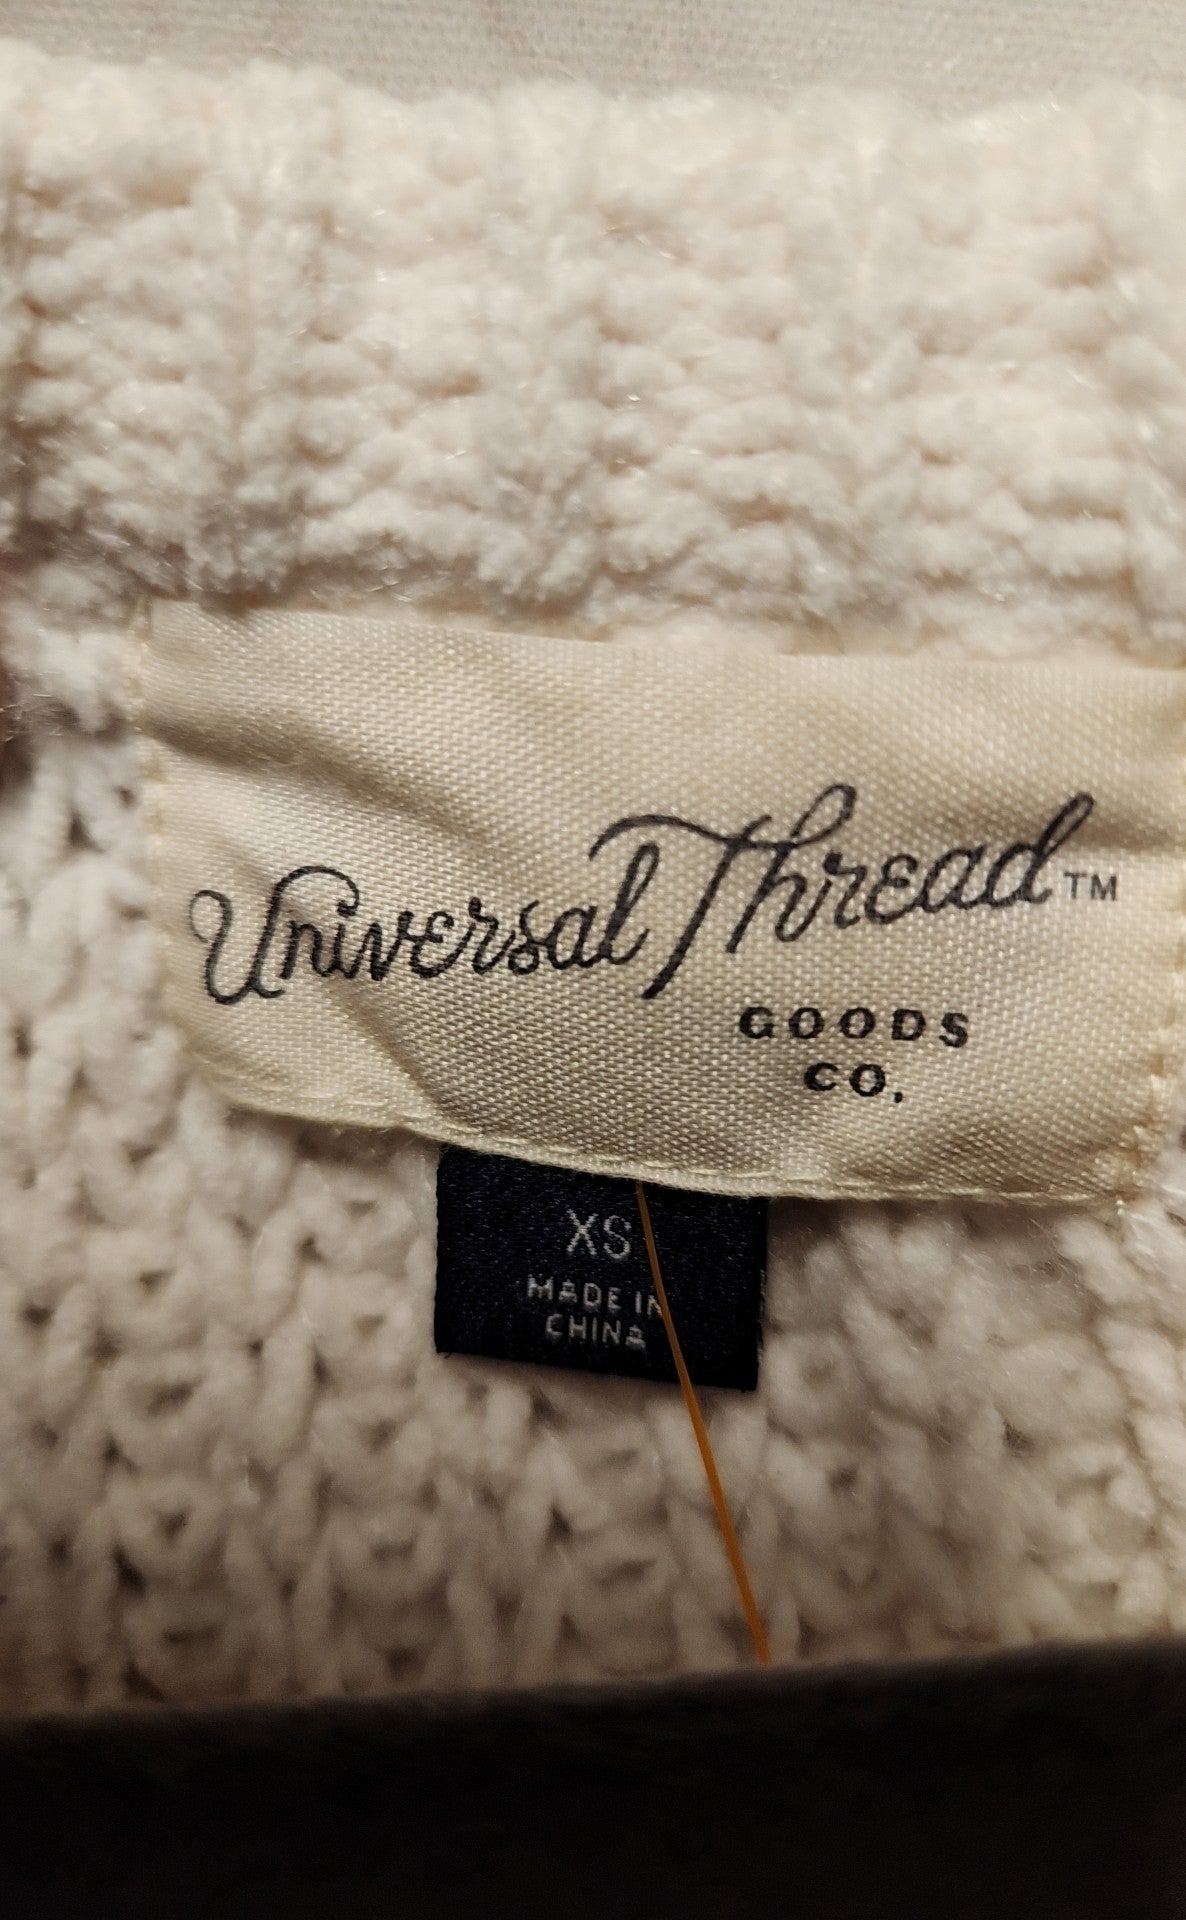 Universal Thread™
GOODS
CO.
XS
MADE IN
CHINA